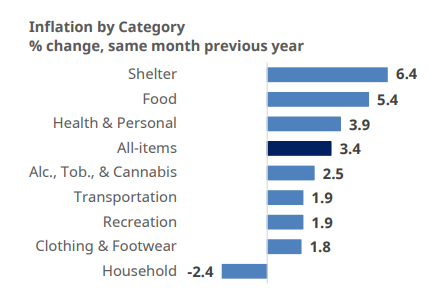 Inflation by Category
% change, same month previous year
Shelter 6.4
Food 5.4
Health & Personal 3.9
All-items 3.4
Alc., Tob., & Cannabis 2.5
Transportation 1.9
Recreation 1.9
Clothing & Footwear 1.8
Household -2.4